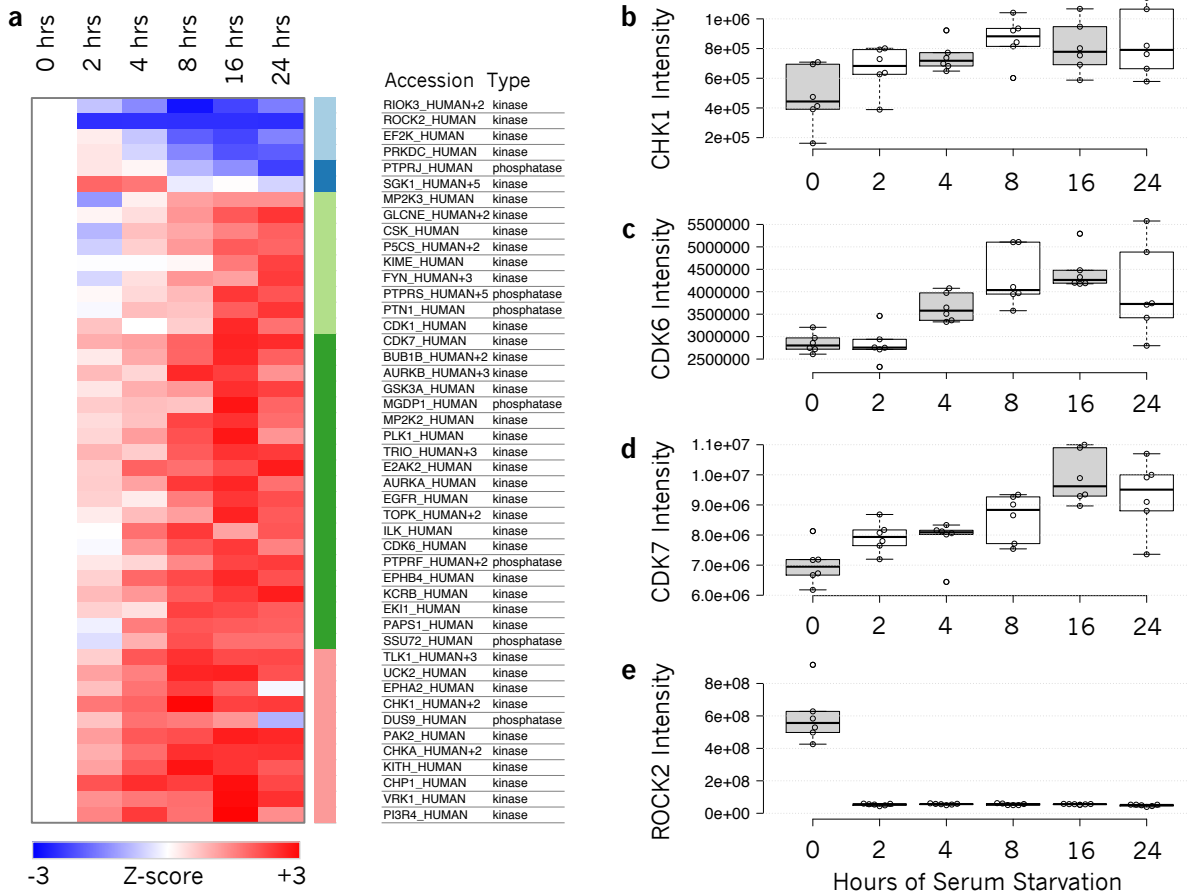 a
0 hrs 2 hrs 4 hrs 8 hrs 16 hrs 24 hrs
Accession Type
RIOK3_HUMAN+2 kinase
ROCK2_HUMAN kinase
EF2K_HUMAN kinase
PRKDC_HUMAN kinase
PTPRJ_HUMAN phosphatase
SGK1_HUMAN+5 kinase
MP2K3_HUMAN kinase
GLCNE_HUMAN+2 kinase
CSK_HUMAN kinase
P5CS_HUMAN+2 kinase
KIME_HUMAN kinase
FYN_HUMAN+3 kinase
PTPRS_HUMAN+5 phosphatase
PTN1_HUMAN phosphatase
CDK1_HUMAN kinase
CDK7_HUMAN kinase
BUB1B_HUMAN+2 kinase
AURKB_HUMAN+3 kinase
GSK3A_HUMAN kinase
MGDP1_HUMAN phosphatase
MP2K2_HUMAN kinase
PLK1_HUMAN kinase
TRIO_HUMAN+3 kinase
E2AK2_HUMAN kinase
AURKA_HUMAN kinase
EGFR_HUMAN kinase
TOPK_HUMAN+2 kinase
ILK_HUMAN kinase
CDK6_HUMAN kinase
PTPRF_HUMAN+2 phosphatase
EPHB4_HUMAN kinase
KCRB_HUMAN kinase
EKI1_HUMAN kinase
PAPS1_HUMAN kinase
SSU72_HUMAN phosphatase
TLK1_HUMAN+3 kinase
UCK2_HUMAN kinase
EPHA2_HUMAN kinase
CHK1_HUMAN+2 kinase
DUS9_HUMAN phosphatase
PAK2_HUMAN kinase
CHKA_HUMAN+2 kinase
KITH_HUMAN kinase
CHP1_HUMAN kinase
VRK1_HUMAN kinase
PI3R4_HUMAN kinase
-3 Z-score +3
b
CHK1 Intensity
1e+06
8e+05
6e+05
4e+05
2e+05
0 2 4 8 16 24
c
CDK6 Intensity
5500000
5000000
4500000
4000000
3500000
3000000
2500000
0 2 4 8 16 24
d
CDK7 Intensity
1.1e+07
1.0e+07
9.0e+06
8.0e+06
7.0e+06
6.0e+06
0 2 4 8 16 24
e
ROCK2 Intensity
8e+08
6e+08
4e+08
2e+08
0e+00
0 2 4 8 16 24
Hours of Serum Starvation